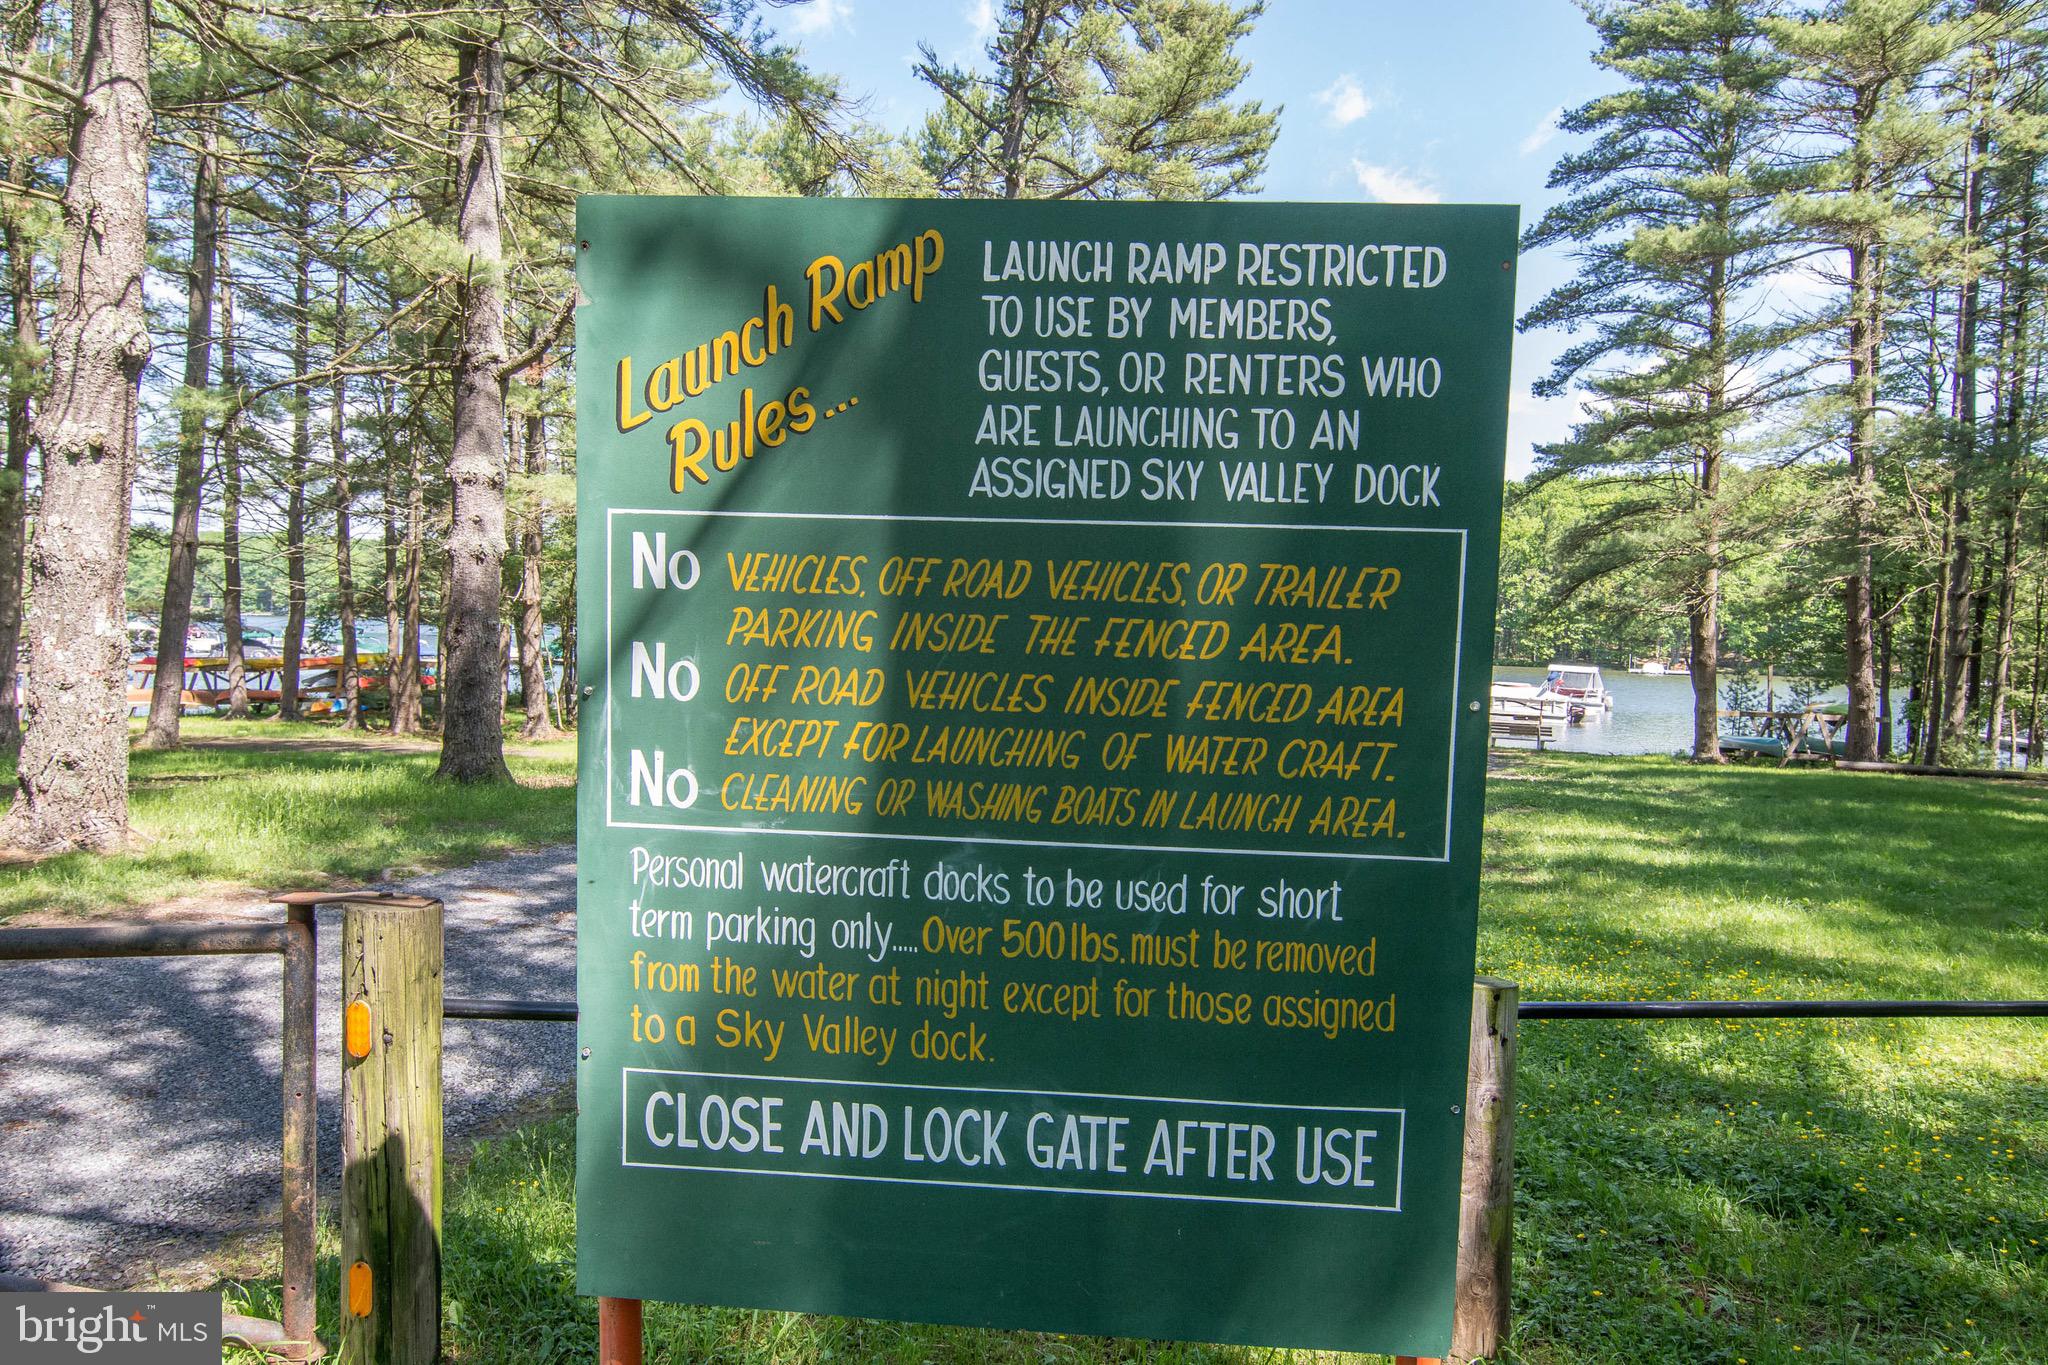 Launch Ramp
Rules...
LAUNCH RAMP RESTRICTED
TO USE BY MEMBERS,
GUESTS, OR RENTERS WHO
ARE LAUNCHING TO AN
ASSIGNED SKY VALLEY DOCK
No VEHICLES, OFF ROAD VEHICLES, OR TRAILER
PARKING INSIDE THE FENCED AREA.
No OFF ROAD VEHICLES INSIDE FENCED AREA
EXCEPT FOR LAUNCHING OF WATER CRAFT.
No CLEANING OR WASHING BOATS IN LAUNCH AREA.
Personal watercraft docks to be used for short
term parking only..... Over 500 lbs. must be removed
from the water at night except for those assigned
to a Sky Valley dock.
CLOSE AND LOCK GATE AFTER USE
bright™ MLS